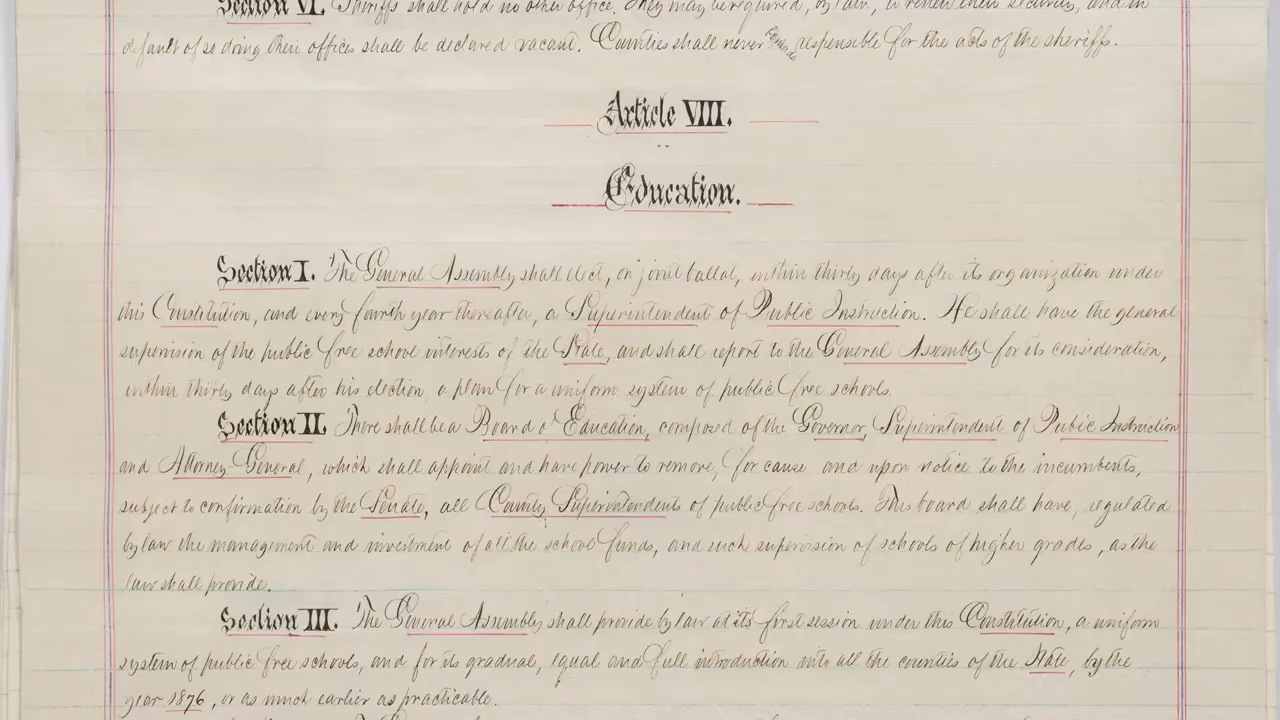 Section VI. Sheriffs shall hold no other office. They may be required, by law, to renew their security, and in
default of so doing their offices shall be declared vacant. Counties shall never be made responsible for the acts of the sheriffs.
Article VIII.
Education.
Section I. The General Assembly shall elect, on joint ballot, within thirty days after its organization under
this Constitution, and every fourth year thereafter, a Superintendent of Public Instruction. He shall have the general
supervision of the public free school interests of the State, and shall report to the General Assembly for its consideration,
within thirty days after his election, a plan for a uniform system of public free schools.
Section II. There shall be a Board of Education, composed of the Governor, Superintendent of Public Instruction
and Attorney General, which shall appoint and have power to remove, for cause, and upon notice to the incumbents,
subject to confirmation by the Senate, all County Superintendents of public free schools. This board shall have, regulated
by law the management and investment of all the school funds, and such supervision of schools of higher grades, as the
law shall provide.
Section III. The General Assembly shall provide by law at its first session under this Constitution, a uniform
system of public free schools, and for its gradual, equal and full introduction into all the counties of the State, by the
year 1876, or as much earlier as practicable.